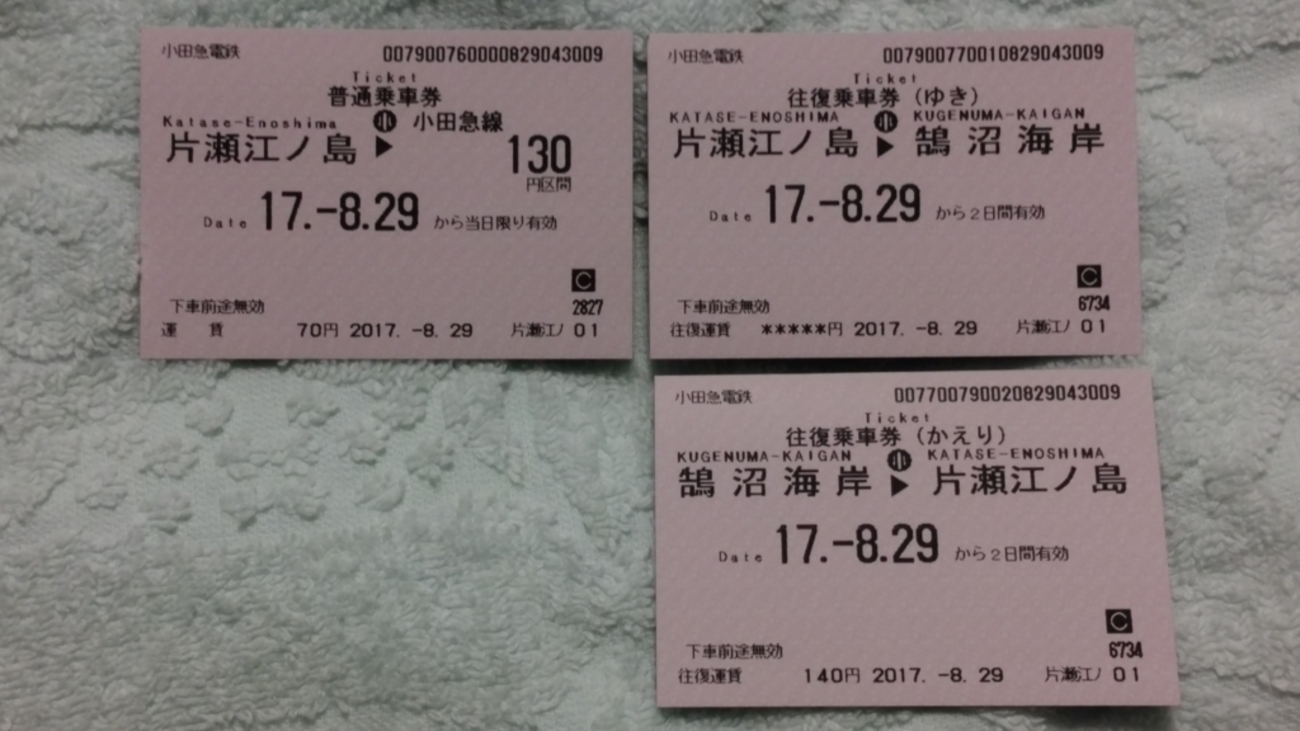 小田急電鉄 007900760000829043009
Ticket
普通乗車券
Katase-Enoshima 小 小田急線
片瀬江ノ島 ▶ 130
円区間
Date 17.-8.29 から当日限り有効
C
下車前途無効 2827
運 賃 70円 2017. -8. 29 片瀬江ノ 01
小田急電鉄 007900770010829043009
Ticket
往復乗車券（ゆき）
KATASE-ENOSHIMA 小 KUGENUMA-KAIGAN
片瀬江ノ島 ▶ 鵠沼海岸
Date 17.-8.29 から２日間有効
C
下車前途無効 6734
往復運賃 *****円 2017. -8. 29 片瀬江ノ 01
小田急電鉄 007700790020829043009
Ticket
往復乗車券（かえり）
KUGENUMA-KAIGAN 小 KATASE-ENOSHIMA
鵠沼海岸 ▶ 片瀬江ノ島
Date 17.-8.29 から２日間有効
C
下車前途無効 6734
往復運賃 140円 2017. -8. 29 片瀬江ノ 01